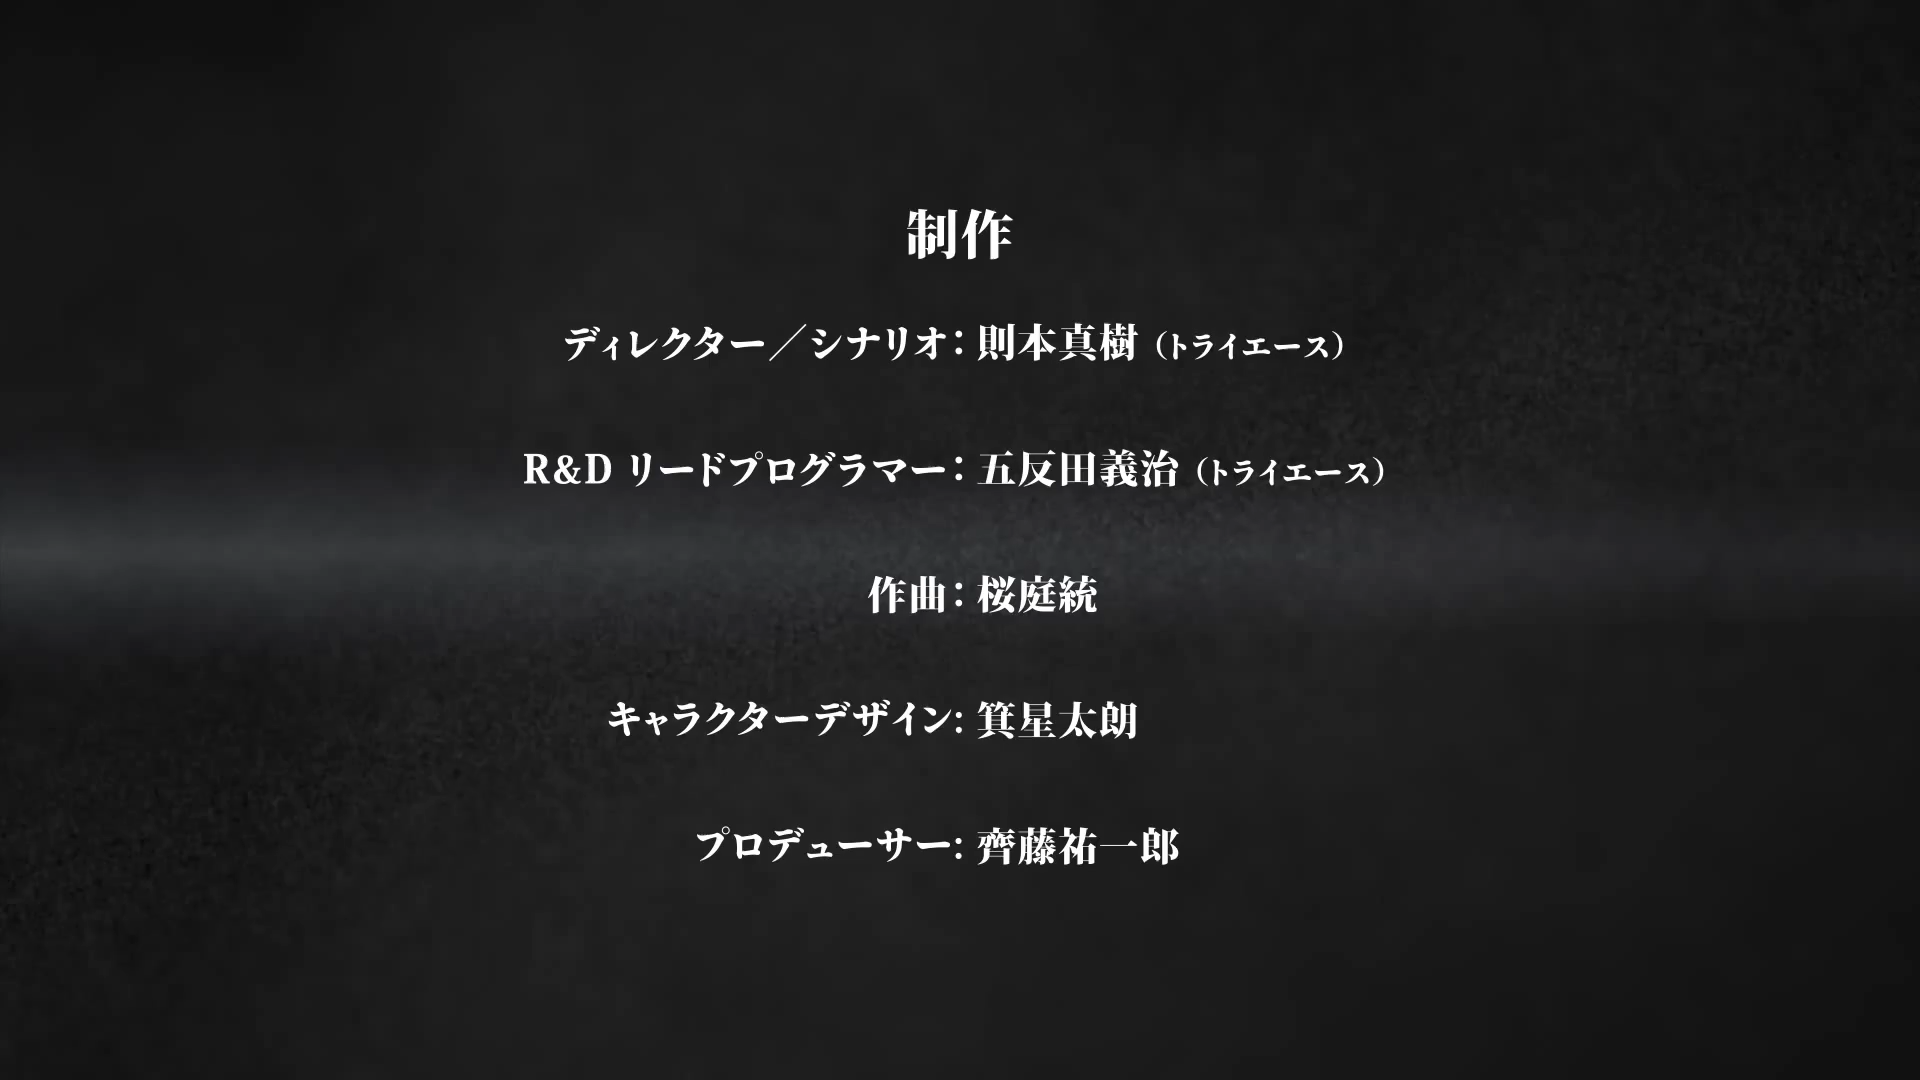 制作
ディレクター／シナリオ：則本真樹（トライエース）
R&D リードプログラマー：五反田義治（トライエース）
作曲：桜庭統
キャラクターデザイン：箕星太朗
プロデューサー：齊藤祐一郎